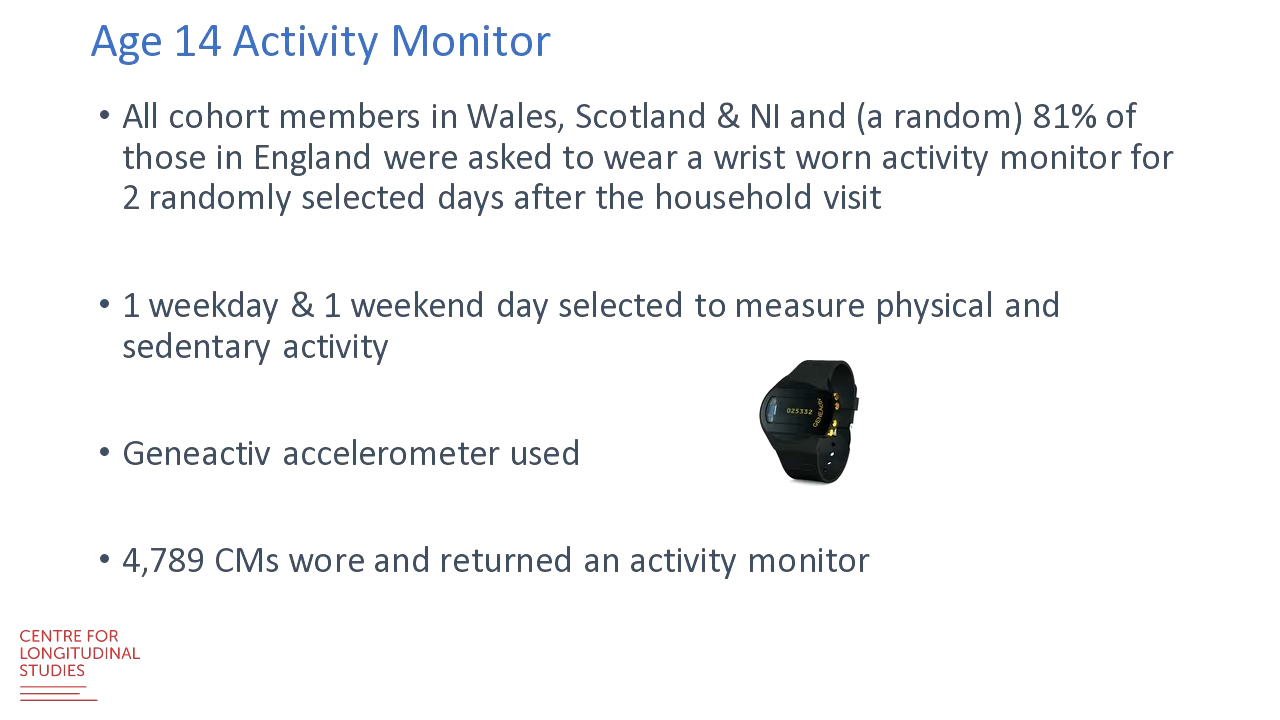 Age 14 Activity Monitor
• All cohort members in Wales, Scotland & NI and (a random) 81% of
those in England were asked to wear a wrist worn activity monitor for
2 randomly selected days after the household visit
• 1 weekday & 1 weekend day selected to measure physical and
sedentary activity
025332
GENEActiv
• Geneactiv accelerometer used
• 4,789 CMs wore and returned an activity monitor
CENTRE FOR
LONGITUDINAL
STUDIES